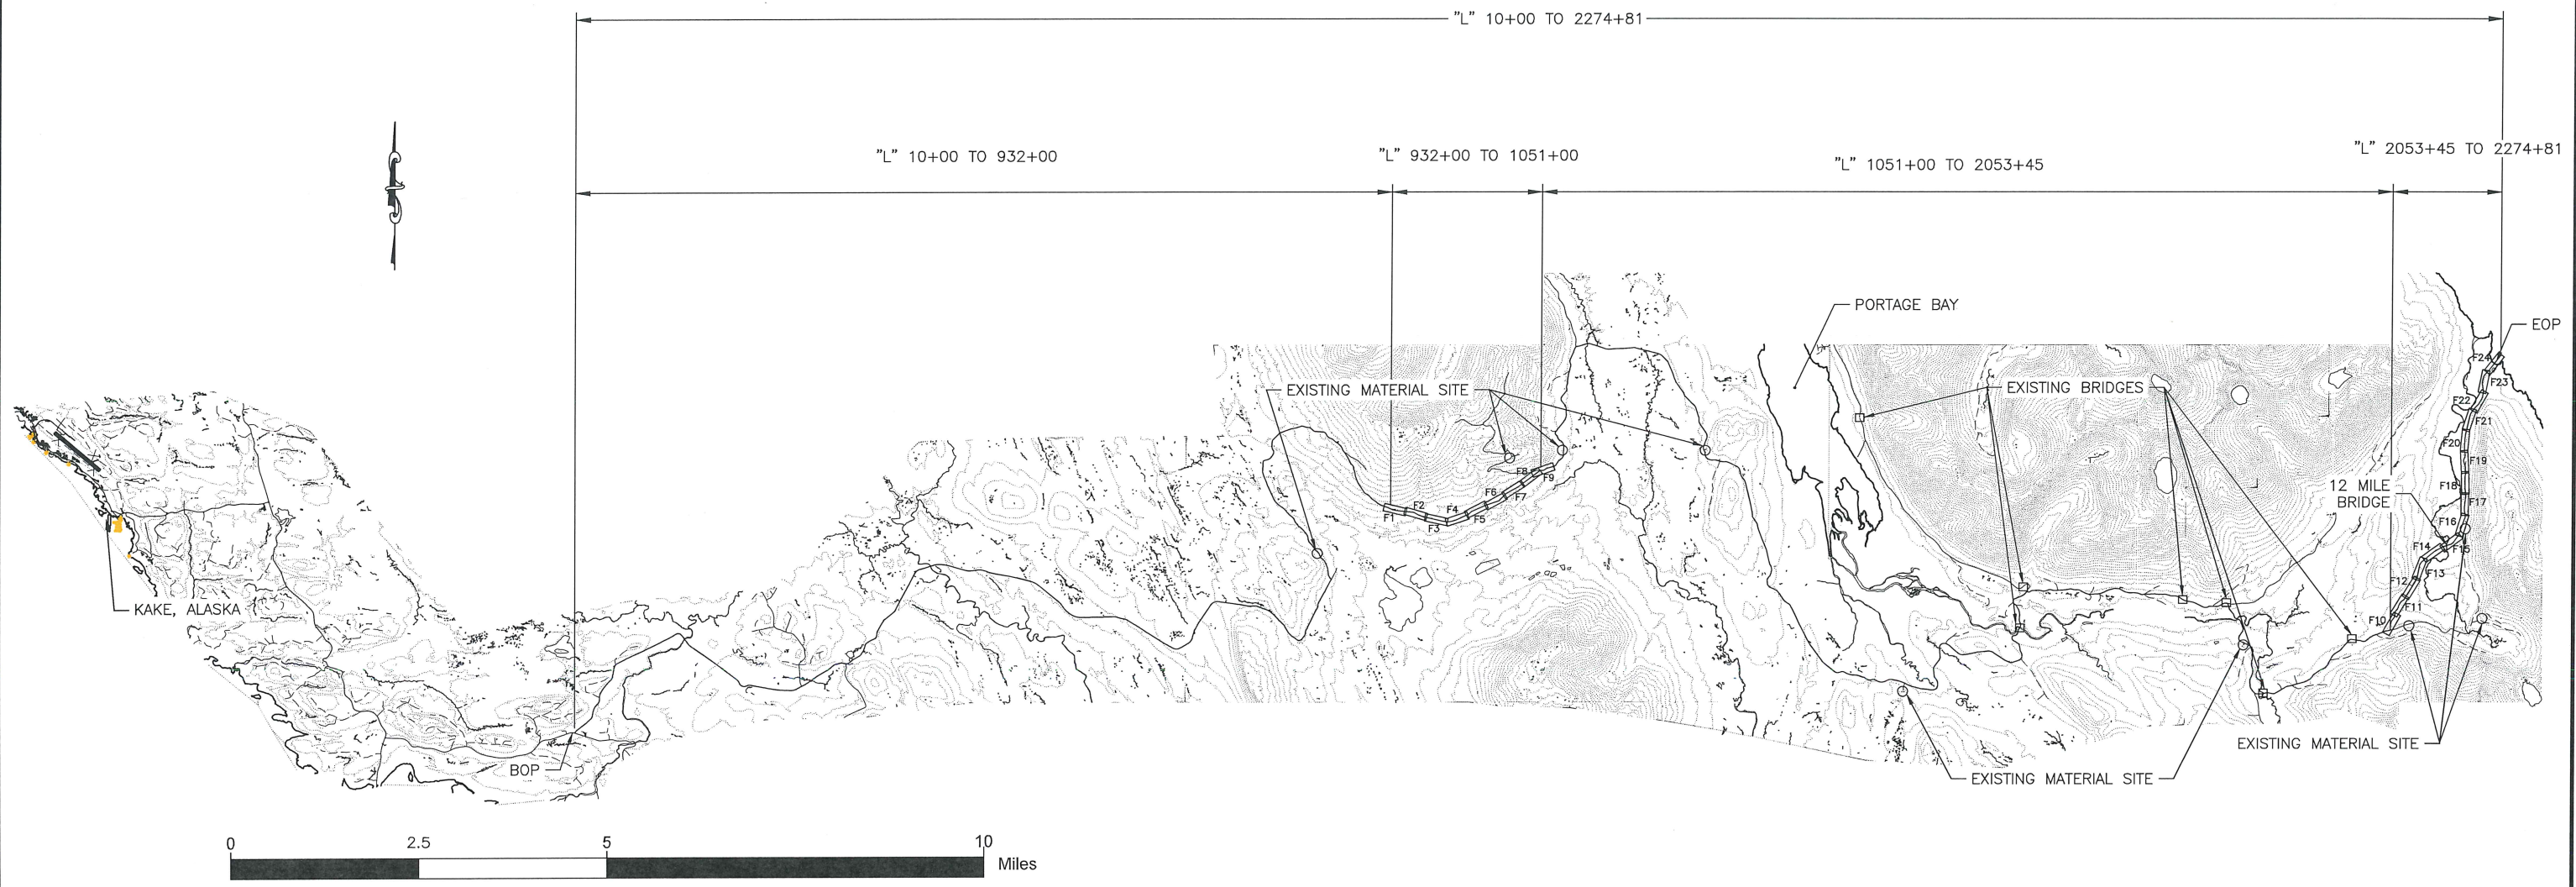 "L" 10+00 TO 2274+81
"L" 10+00 TO 932+00
"L" 932+00 TO 1051+00
"L" 1051+00 TO 2053+45
"L" 2053+45 TO 2274+81
PORTAGE BAY
EOP
EXISTING MATERIAL SITE
EXISTING BRIDGES
F24
F23
F22
F21
F20
F19
F18
F17
12 MILE
BRIDGE
F16
F15
F14
F13
F12
F11
F10
F1
F2
F3
F4
F5
F6
F7
F8
F9
KAKE, ALASKA
BOP
EXISTING MATERIAL SITE
EXISTING MATERIAL SITE
0
2.5
5
10
Miles